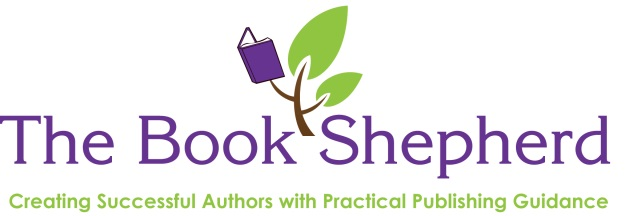 The Book Shepherd
Creating Successful Authors with Practical Publishing Guidance